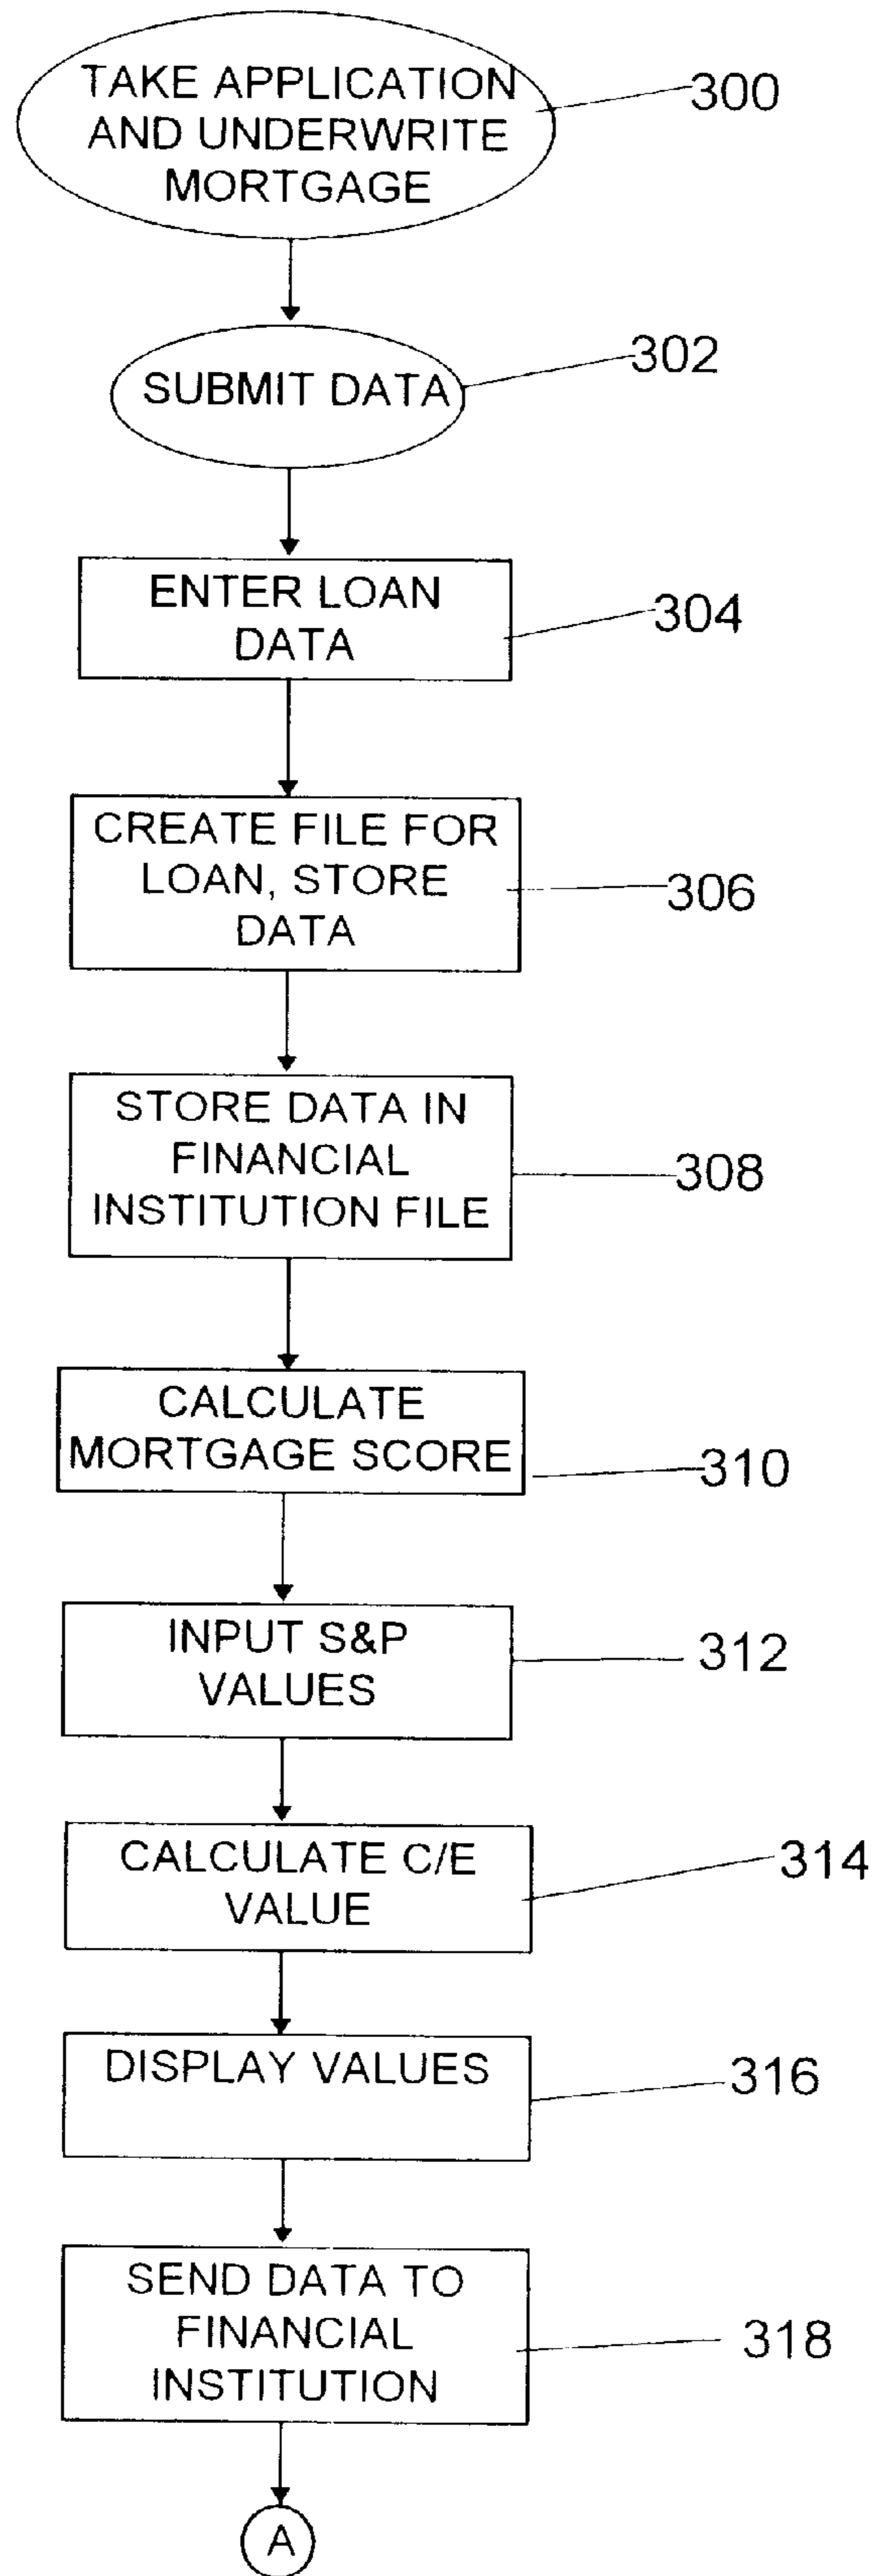 TAKE APPLICATION
AND UNDERWRITE
MORTGAGE
300
SUBMIT DATA
302
ENTER LOAN
DATA
304
CREATE FILE FOR
LOAN, STORE
DATA
306
STORE DATA IN
FINANCIAL
INSTITUTION FILE
308
CALCULATE
MORTGAGE SCORE
310
INPUT S&P
VALUES
312
CALCULATE C/E
VALUE
314
DISPLAY VALUES
316
SEND DATA TO
FINANCIAL
INSTITUTION
318
A